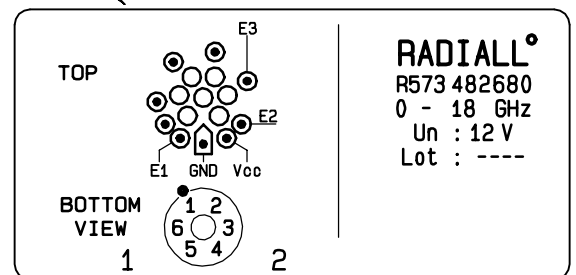 E3
TOP
E2
E1 GND Vcc
BOTTOM
VIEW
1 2
6 3
5 4
1 2
RADIALL°
R573 482680
0 - 18 GHz
Un : 12 V
Lot : ----